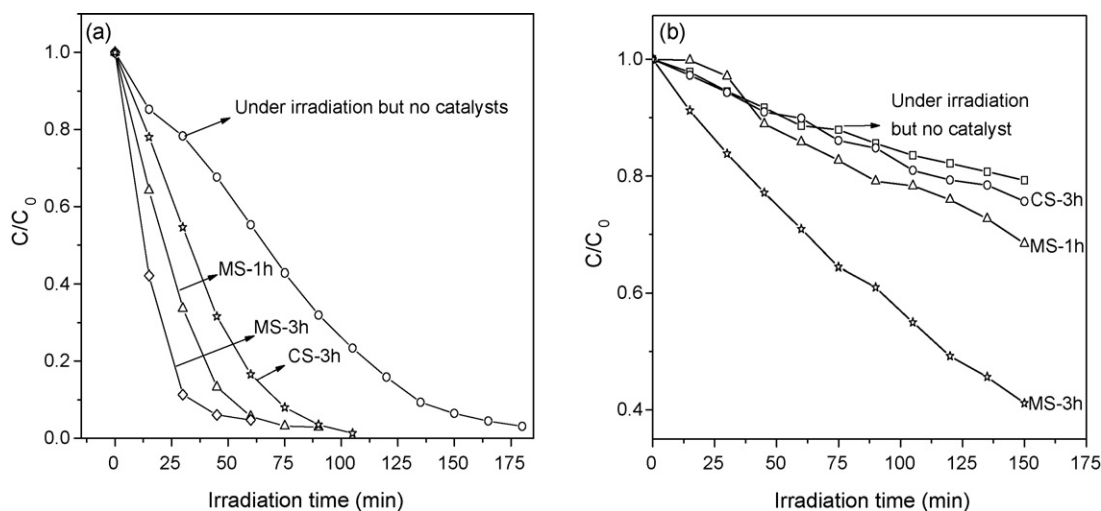 (a)
1.0
0.8
0.6
0.4
0.2
0.0
C/C0
Under irradiation but no catalysts
MS-1h
MS-3h
CS-3h
0 25 50 75 100 125 150 175
Irradiation time (min)
(b)
1.0
0.8
0.6
0.4
C/C0
Under irradiation
but no catalyst
CS-3h
MS-1h
MS-3h
0 25 50 75 100 125 150 175
Irradiation time (min)